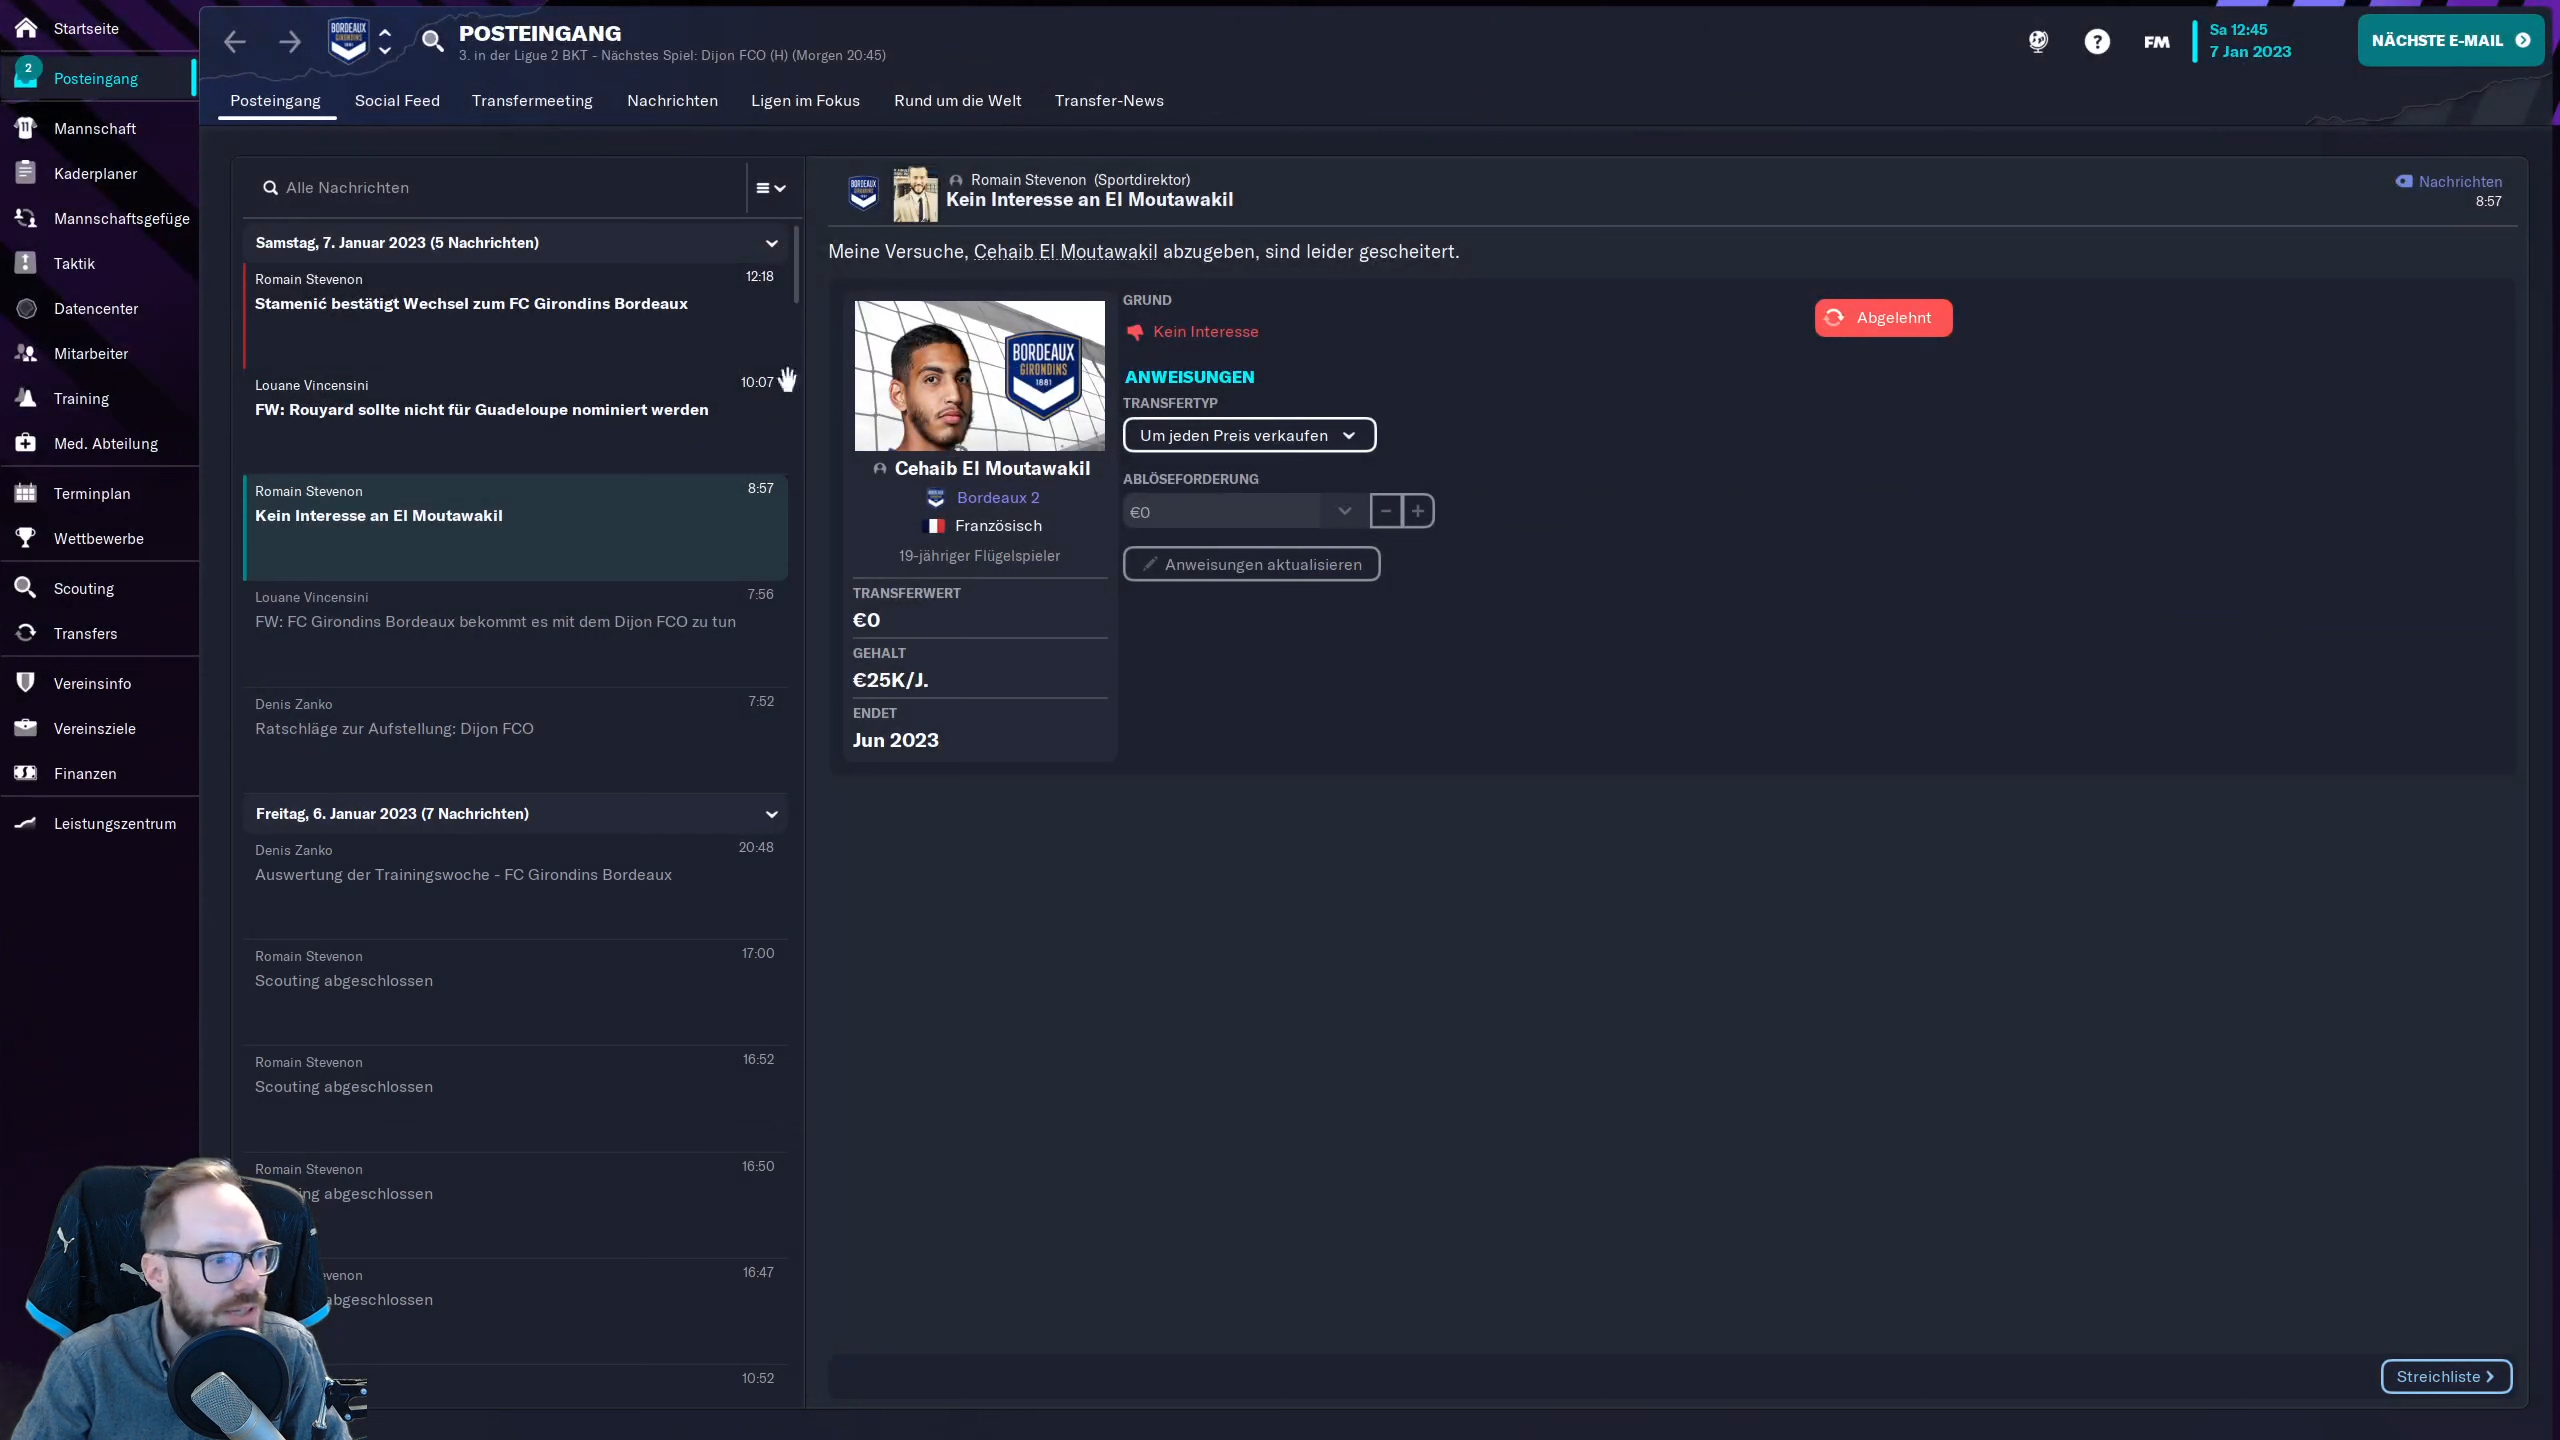 Startseite
2
Posteingang
Mannschaft
Kaderplaner
Mannschaftsgefüge
Taktik
Datencenter
Mitarbeiter
Training
Med. Abteilung
Terminplan
Wettbewerbe
Scouting
Transfers
Vereinsinfo
Vereinsziele
Finanzen
Leistungszentrum
BORDEAUX
GIRONDINS
POSTEINGANG
3. in der Ligue 2 BKT - Nächstes Spiel: Dijon FCO (H) (Morgen 20:45)
?
FM
Sa 12:45
7 Jan 2023
NÄCHSTE E-MAIL
Posteingang
Social Feed
Transfermeeting
Nachrichten
Ligen im Fokus
Rund um die Welt
Transfer-News
Alle Nachrichten
Samstag, 7. Januar 2023 (5 Nachrichten)
Romain Stevenon 12:18
Stamenić bestätigt Wechsel zum FC Girondins Bordeaux
Louane Vincensini 10:07
FW: Rouyard sollte nicht für Guadeloupe nominiert werden
Romain Stevenon 8:57
Kein Interesse an El Moutawakil
Louane Vincensini 7:56
FW: FC Girondins Bordeaux bekommt es mit dem Dijon FCO zu tun
Denis Zanko 7:52
Ratschläge zur Aufstellung: Dijon FCO
Freitag, 6. Januar 2023 (7 Nachrichten)
Denis Zanko 20:48
Auswertung der Trainingswoche - FC Girondins Bordeaux
Romain Stevenon 17:00
Scouting abgeschlossen
Romain Stevenon 16:52
Scouting abgeschlossen
Romain Stevenon 16:50
ing abgeschlossen
evenon 16:47
abgeschlossen
10:52
Romain Stevenon (Sportdirektor)
Kein Interesse an El Moutawakil
Nachrichten
8:57
Meine Versuche, Cehaib El Moutawakil abzugeben, sind leider gescheitert.
BORDEAUX
GIRONDINS
1881
Cehaib El Moutawakil
Bordeaux 2
Französisch
19-jähriger Flügelspieler
TRANSFERWERT
€0
GEHALT
€25K/J.
ENDET
Jun 2023
GRUND
Kein Interesse
Abgelehnt
ANWEISUNGEN
TRANSFERTYP
Um jeden Preis verkaufen
ABLÖSEFORDERUNG
€0
Anweisungen aktualisieren
Streichliste